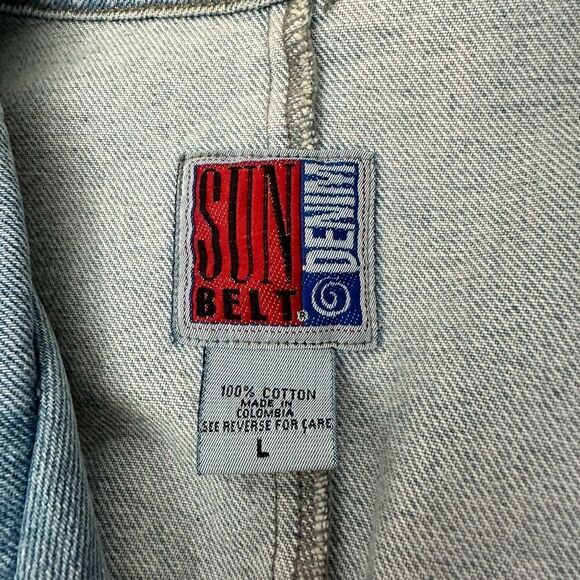 SUN
BELT®
DENIM
100% COTTON
MADE IN
COLOMBIA
SEE REVERSE FOR CARE
L